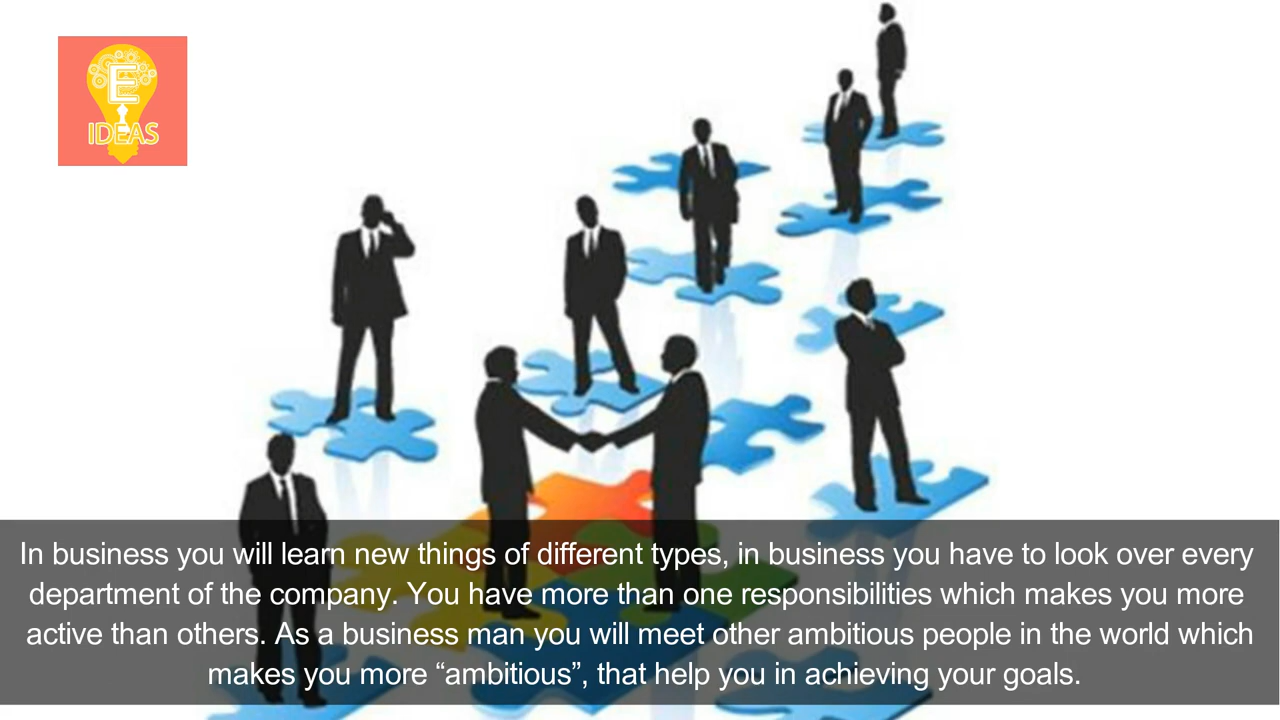 E
IDEAS
In business you will learn new things of different types, in business you have to look over every
department of the company. You have more than one responsibilities which makes you more
active than others. As a business man you will meet other ambitious people in the world which
makes you more “ambitious”, that help you in achieving your goals.